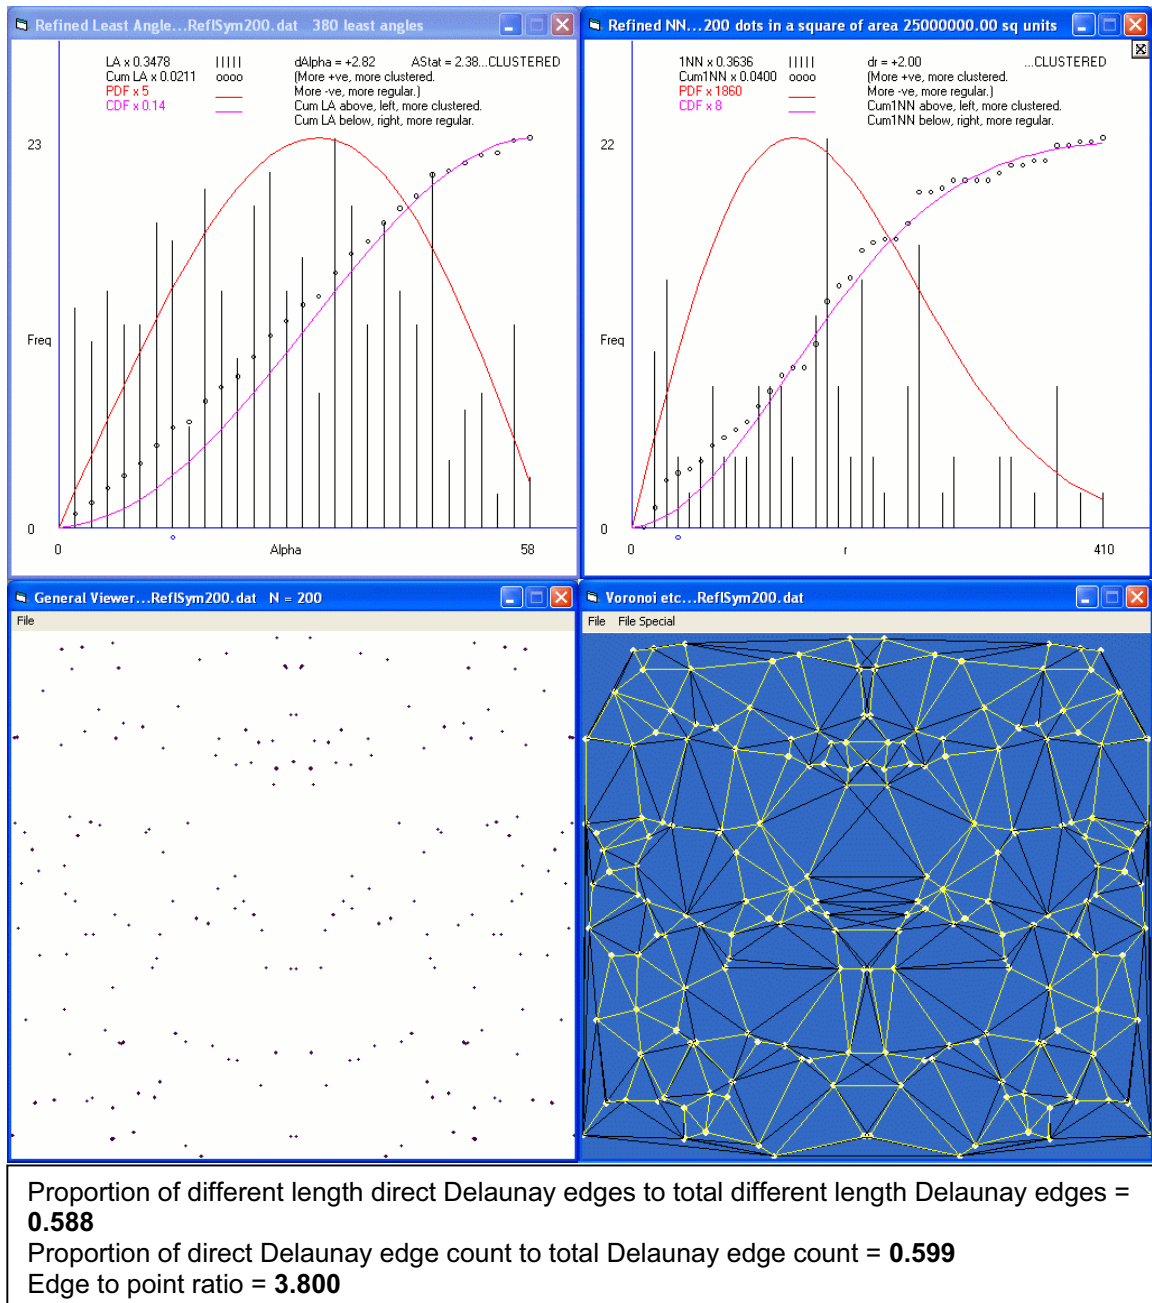 Refined Least Angle...ReflSym200.dat 380 least angles
LA x 0.3478 | | | | | dAlpha = +2.82 AStat = 2.38...CLUSTERED
Cum LA x 0.0211 oooo (More +ve, more clustered.
PDF x 5 More -ve, more regular.)
CDF x 0.14 Cum LA above, left, more clustered.
Cum LA below, right, more regular.
23
Freq
0
0 Alpha 58
Refined NN...200 dots in a square of area 25000000.00 sq units
1NN x 0.3636 | | | | | dr = +2.00 ...CLUSTERED
Cum1NN x 0.0400 oooo (More +ve, more clustered.
PDF x 1860 More -ve, more regular.)
CDF x 8 Cum1NN above, left, more clustered.
Cum1NN below, right, more regular.
22
Freq
0
0 r 410
General Viewer...ReflSym200.dat N = 200
File
Voronoi etc...ReflSym200.dat
File File Special
Proportion of different length direct Delaunay edges to total different length Delaunay edges =
0.588
Proportion of direct Delaunay edge count to total Delaunay edge count = 0.599
Edge to point ratio = 3.800